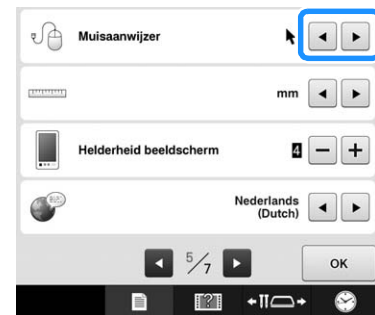 Muisaanwijzer
mm
Helderheid beeldscherm 4
Nederlands
(Dutch)
5/7
OK